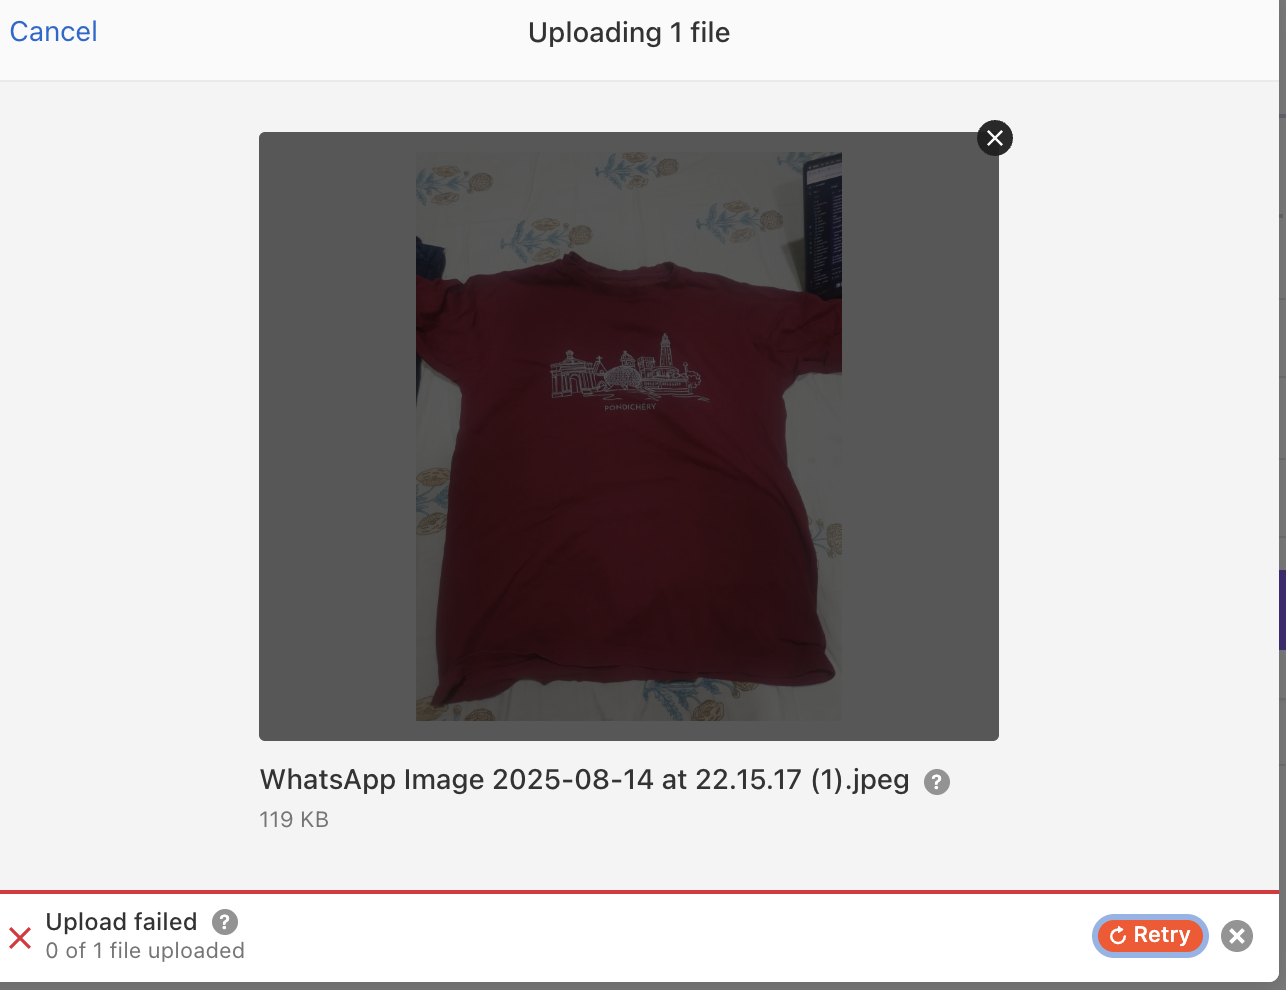 Cancel
Uploading 1 file
PONDICHERY
WhatsApp Image 2025-08-14 at 22.15.17 (1).jpeg
119 KB
Upload failed
0 of 1 file uploaded
Retry